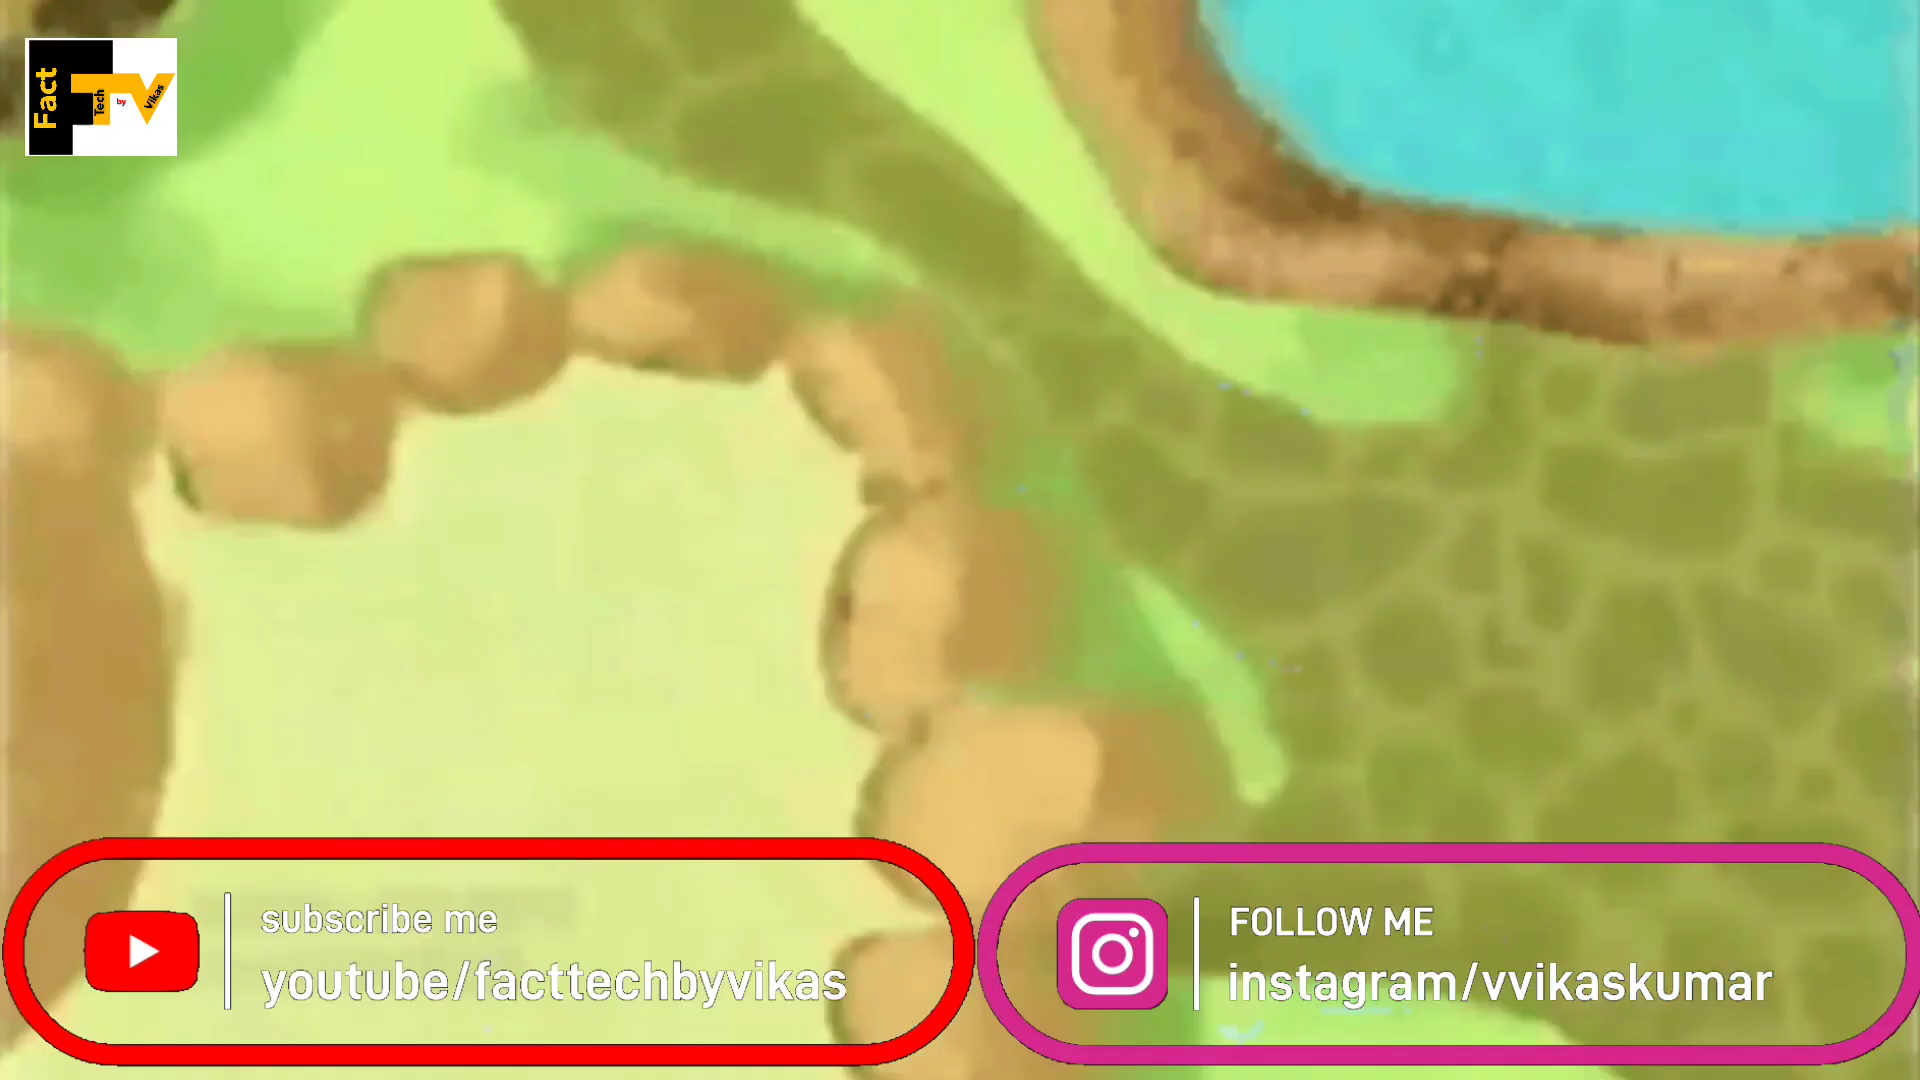 Fact
Tech
by
Vikas
subscribe me
youtube/facttechbyvikas
FOLLOW ME
instagram/vvikaskumar